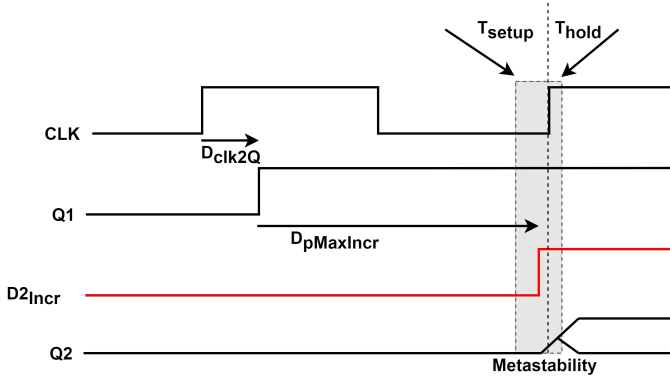 Tsetup
Thold
CLK
Dclk2Q
Q1
DpMaxIncr
D2Incr
Q2
Metastability